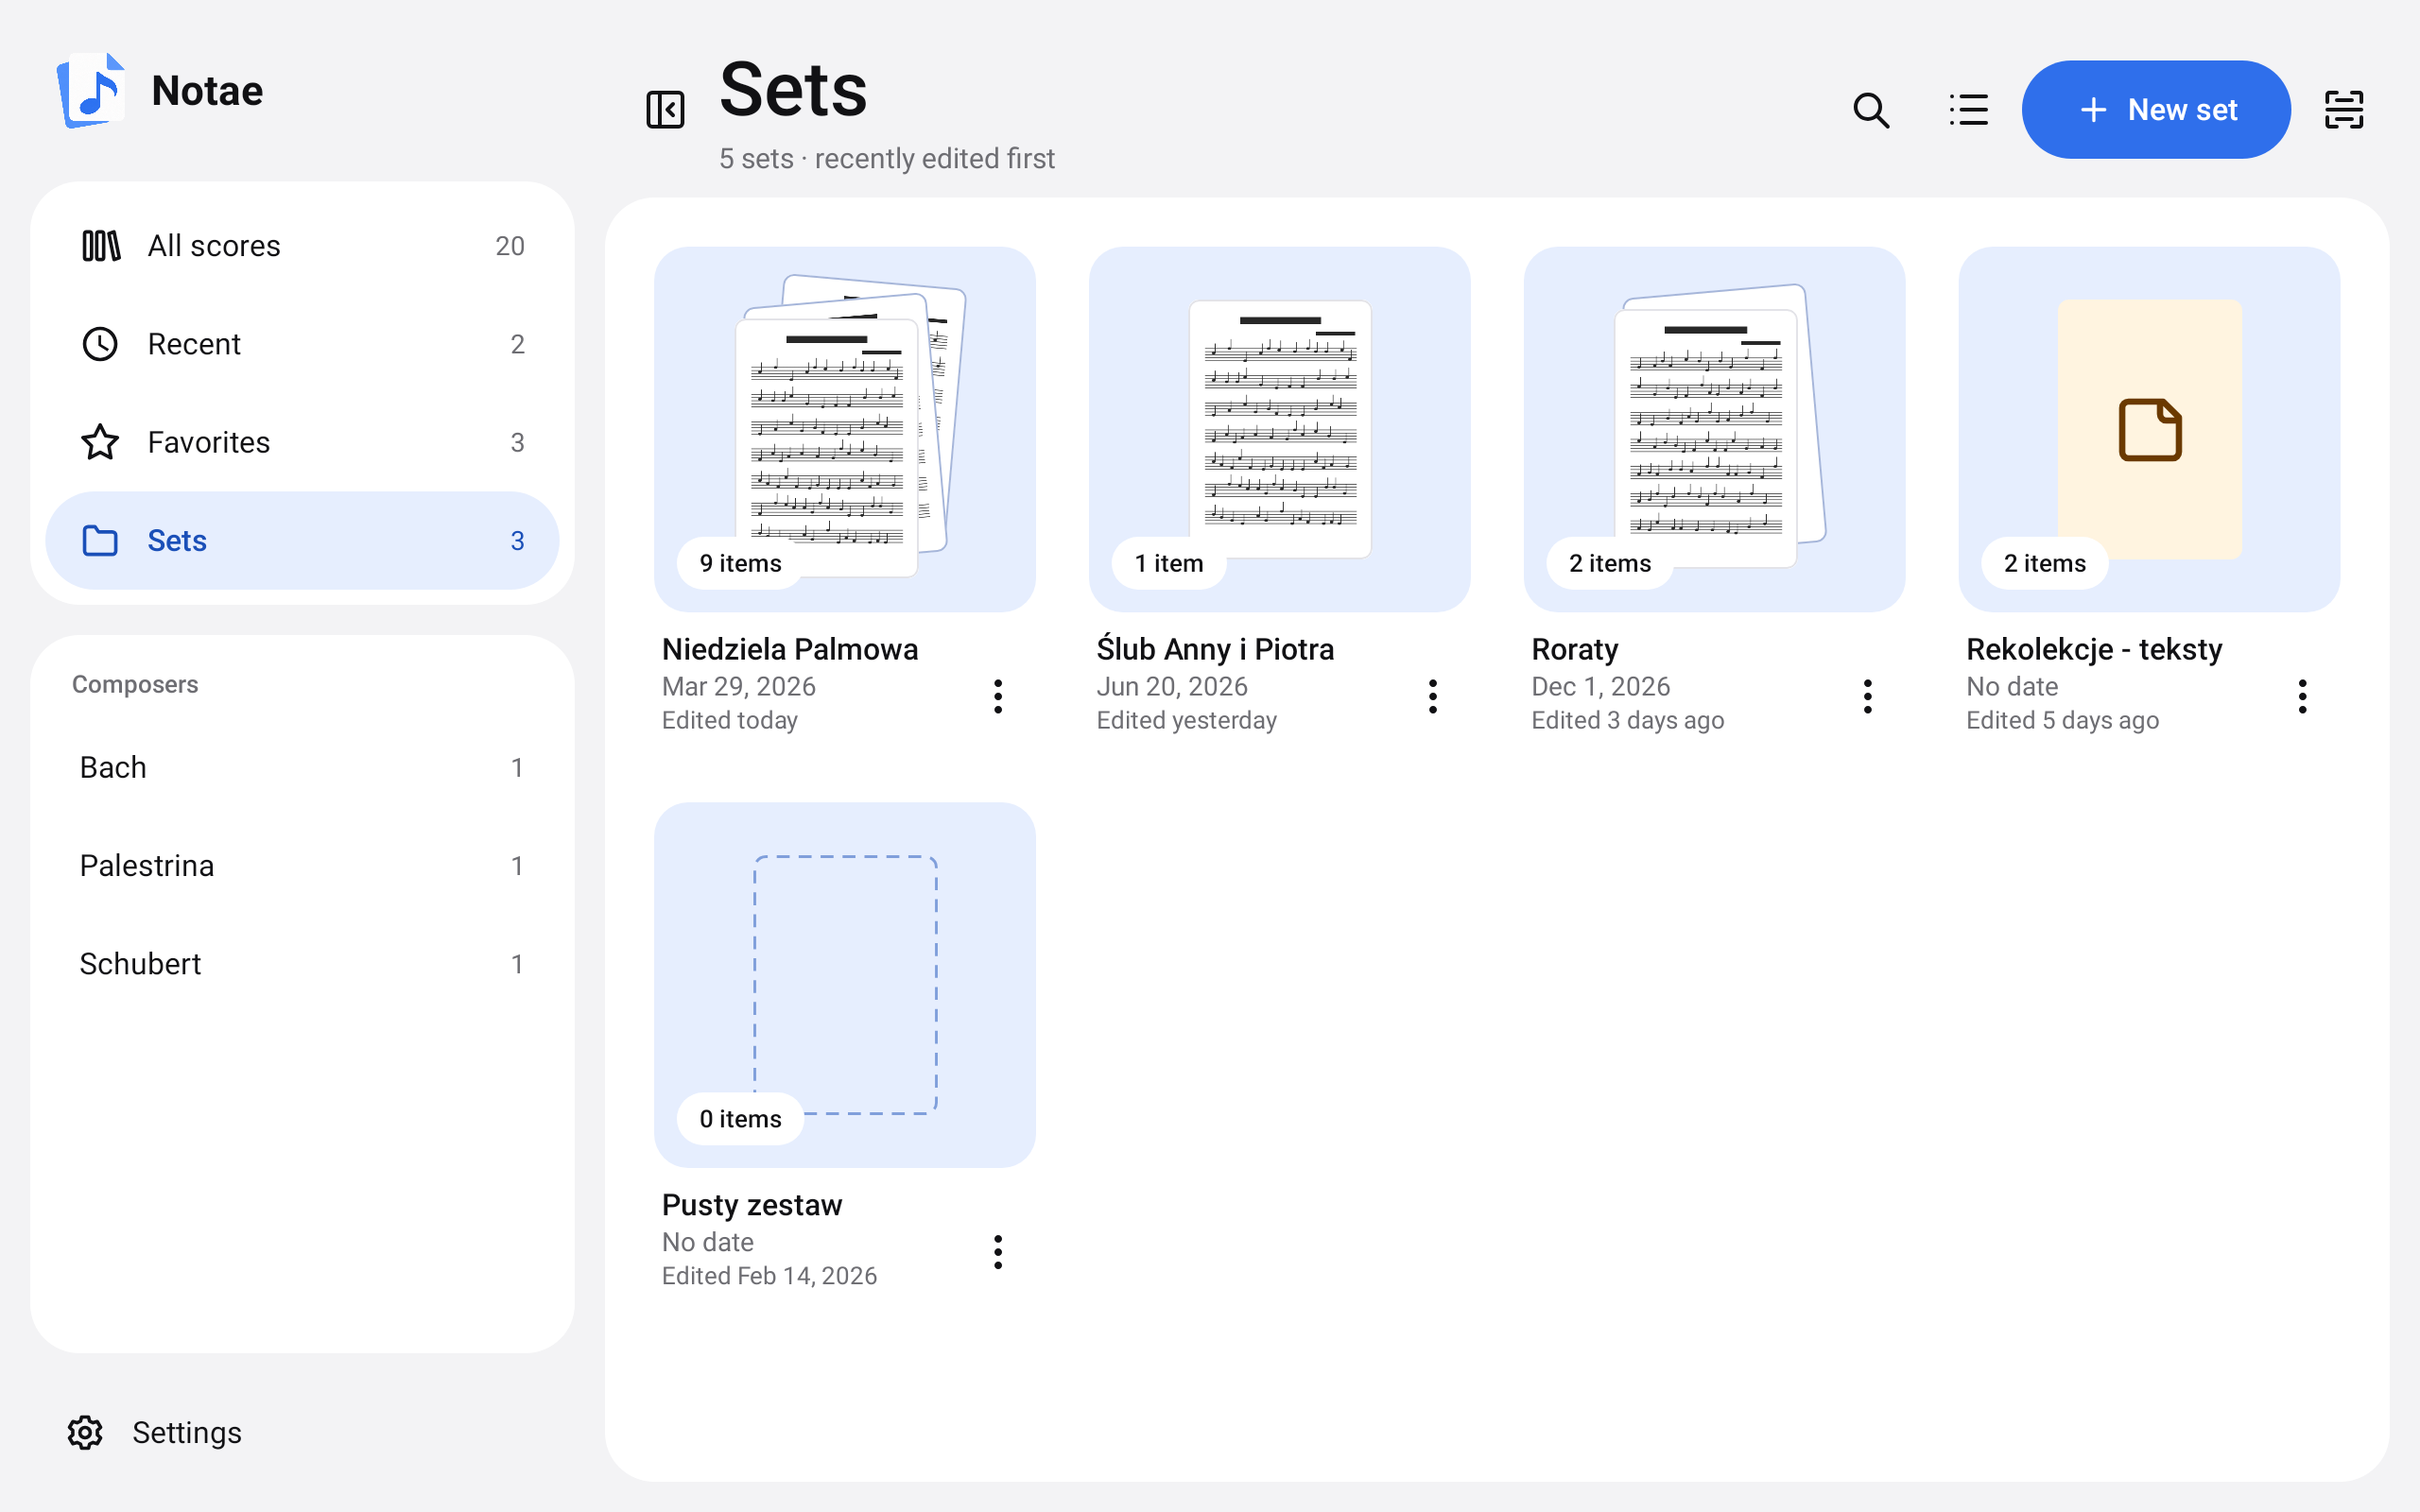 Notae
All scores 20
Recent 2
Favorites 3
Sets 3
Composers
Bach 1
Palestrina 1
Schubert 1
Settings
Sets
5 sets · recently edited first
New set
9 items
Niedziela Palmowa
Mar 29, 2026
Edited today
1 item
Ślub Anny i Piotra
Jun 20, 2026
Edited yesterday
2 items
Roraty
Dec 1, 2026
Edited 3 days ago
2 items
Rekolekcje - teksty
No date
Edited 5 days ago
0 items
Pusty zestaw
No date
Edited Feb 14, 2026